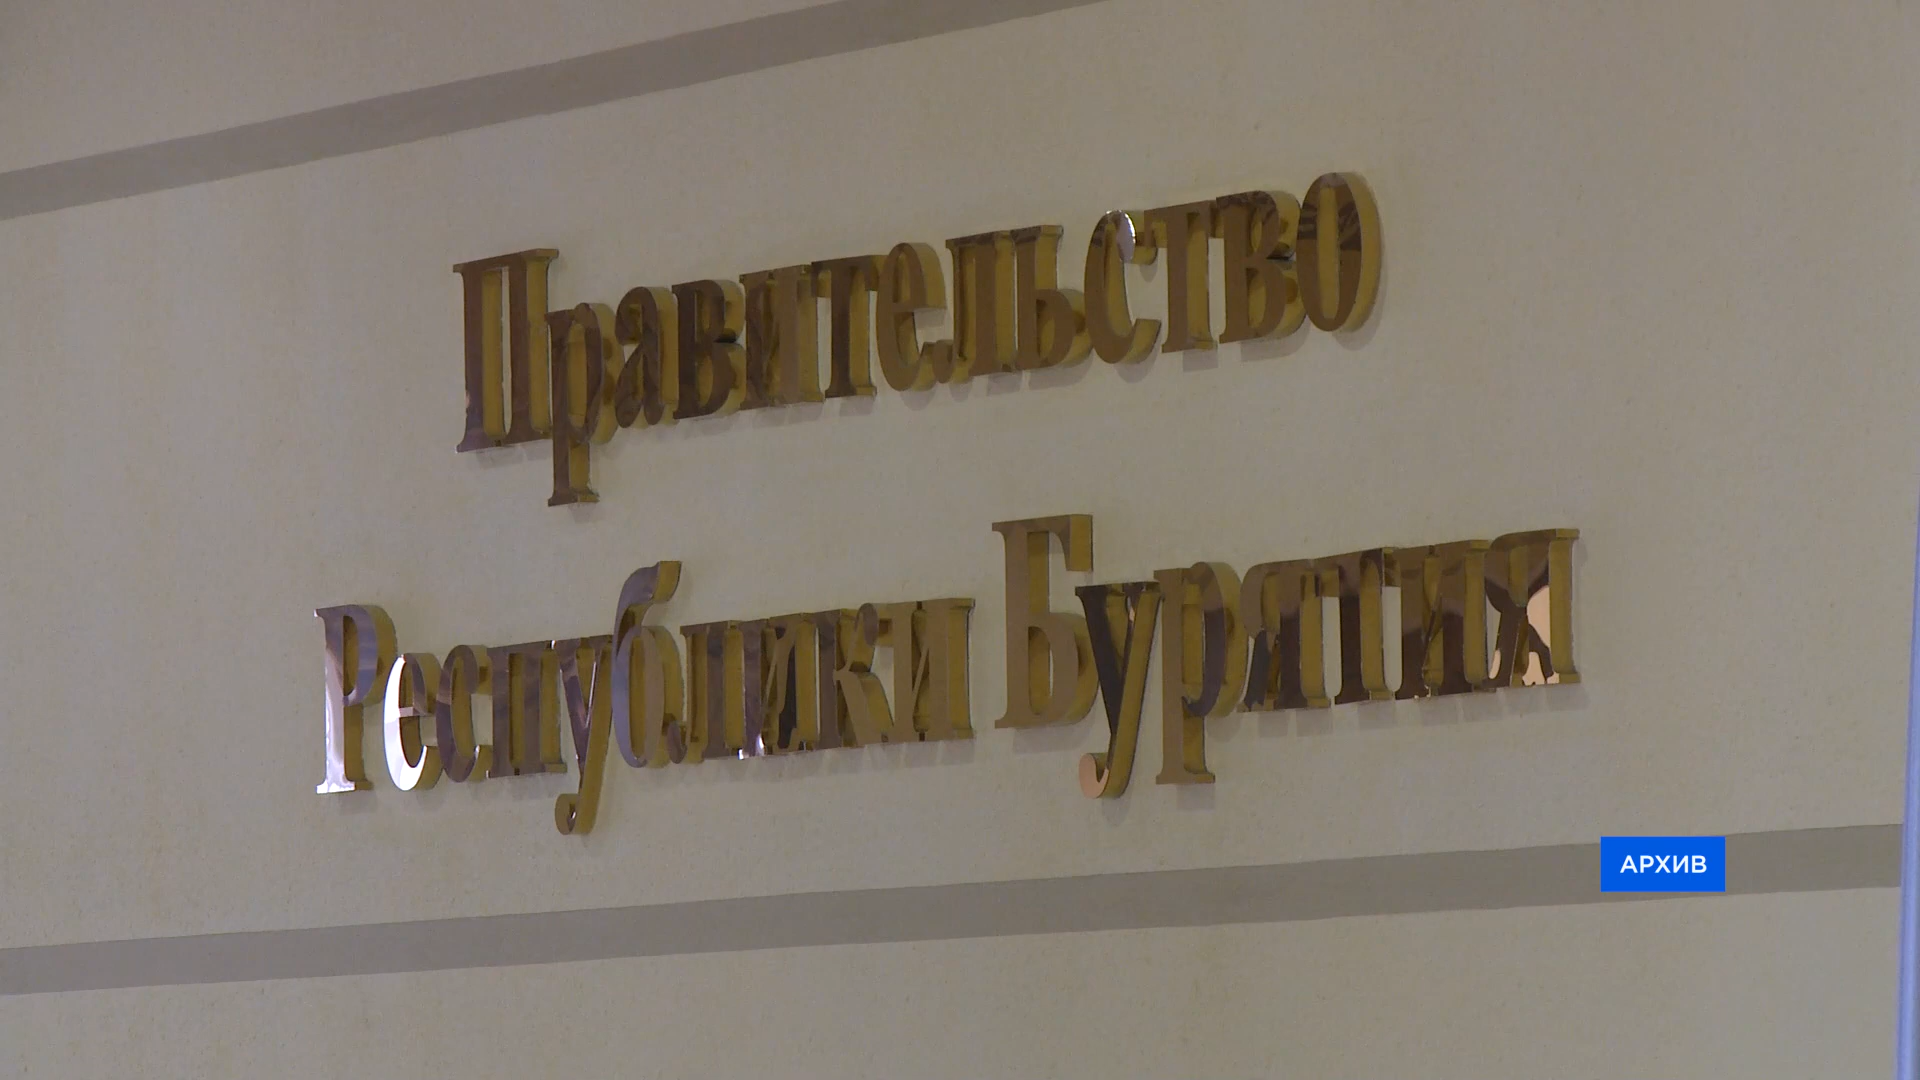 Правительство
Республики Бурятия
АРХИВ